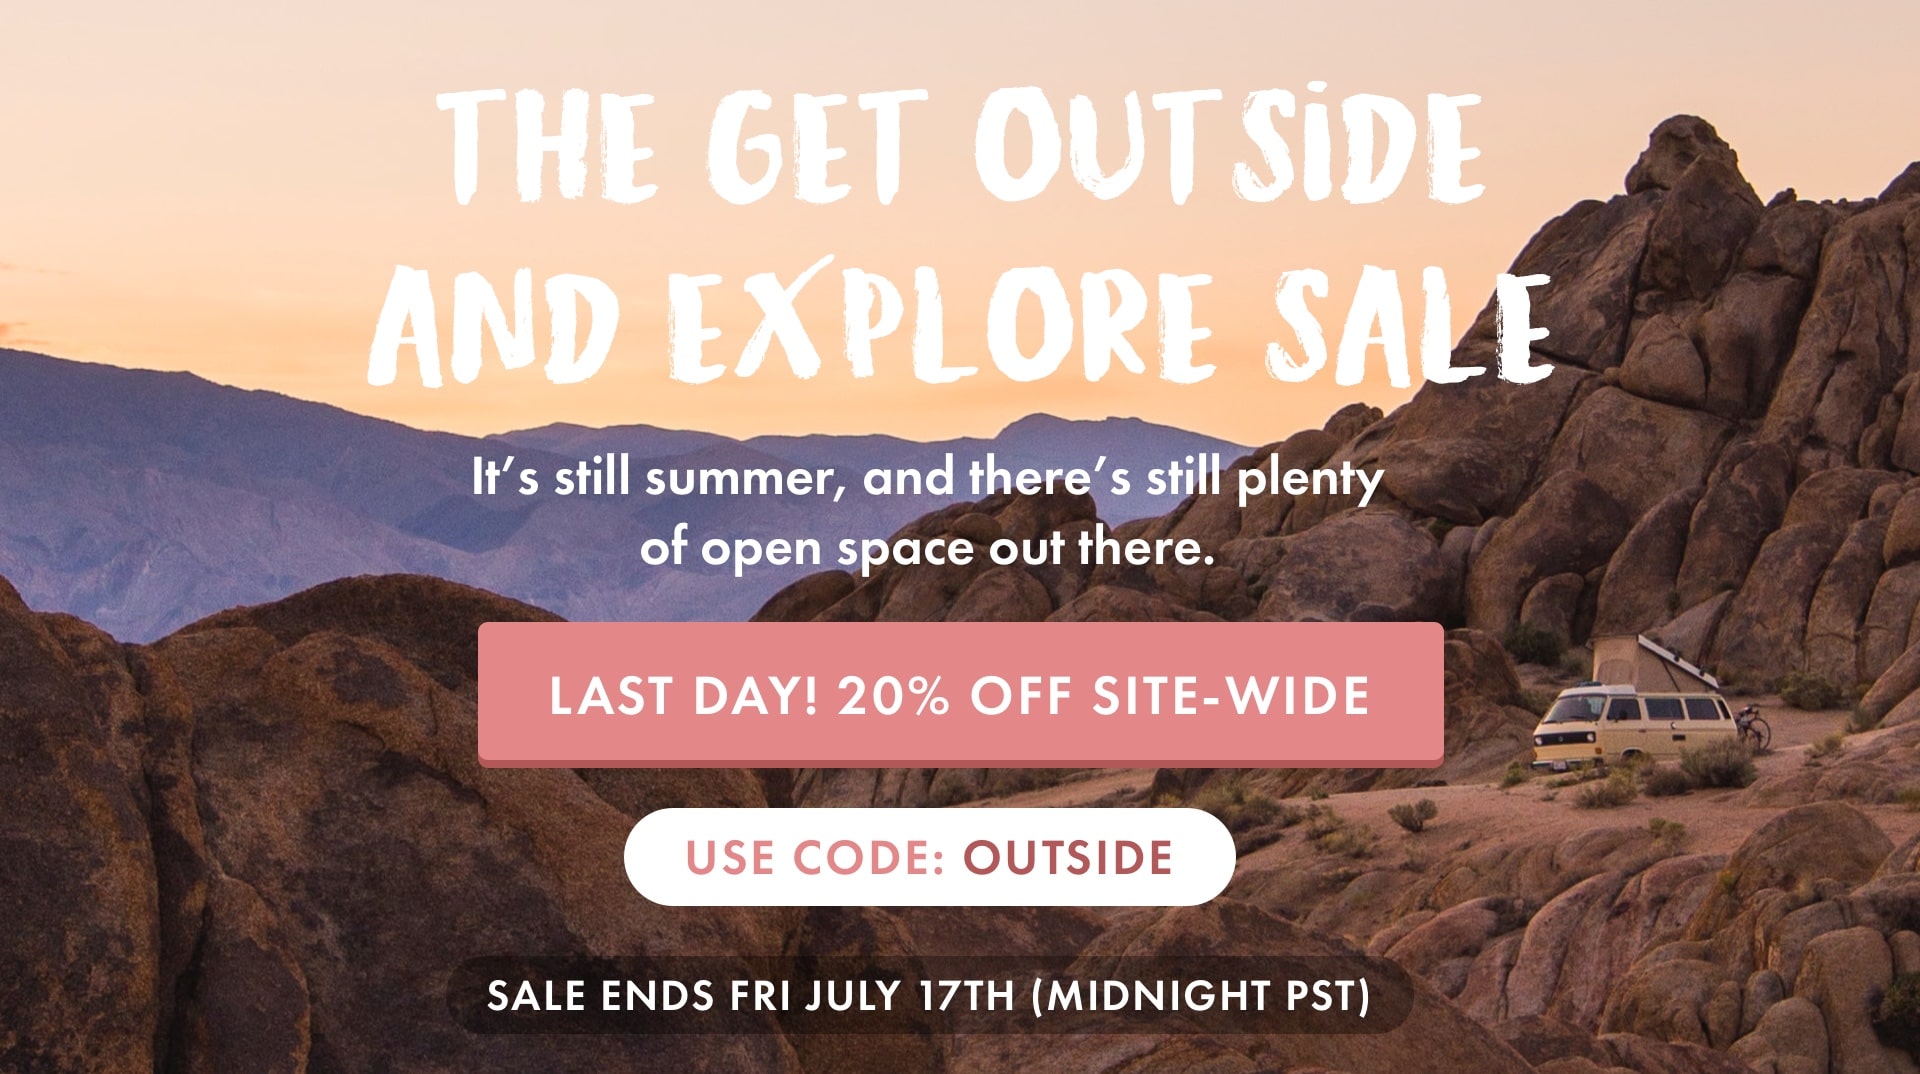 THE GET OUTSiDE
AND EXPLORE SALE
It’s still summer, and there’s still plenty
of open space out there.
LAST DAY! 20% OFF SITE-WIDE
USE CODE: OUTSIDE
SALE ENDS FRI JULY 17TH (MIDNIGHT PST)